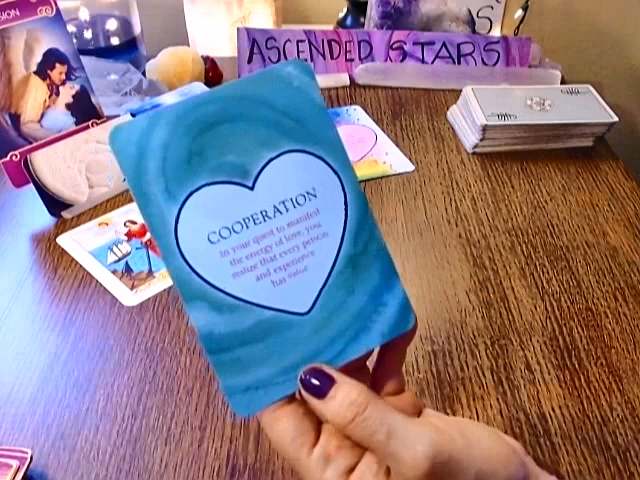 SION
S
ASCENDED STARS
COOPERATION
In your quest to manifest
the energy of love, you
realize that every person
and experience
has value